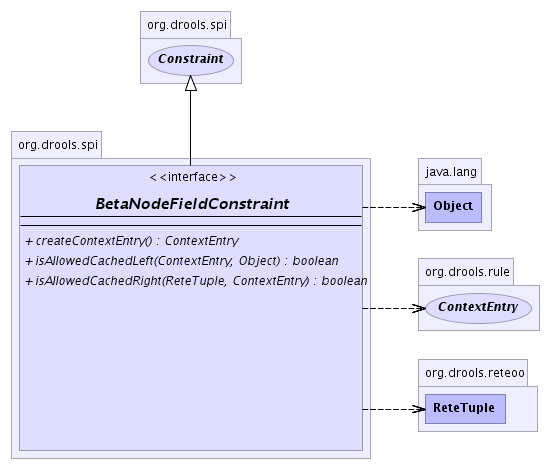 org.drools.spi
Constraint
org.drools.spi
<<interface>>
BetaNodeFieldConstraint
+ createContextEntry() : ContextEntry
+ isAllowedCachedLeft(ContextEntry, Object) : boolean
+ isAllowedCachedRight(ReteTuple, ContextEntry) : boolean
java.lang
Object
org.drools.rule
ContextEntry
org.drools.reteoo
ReteTuple